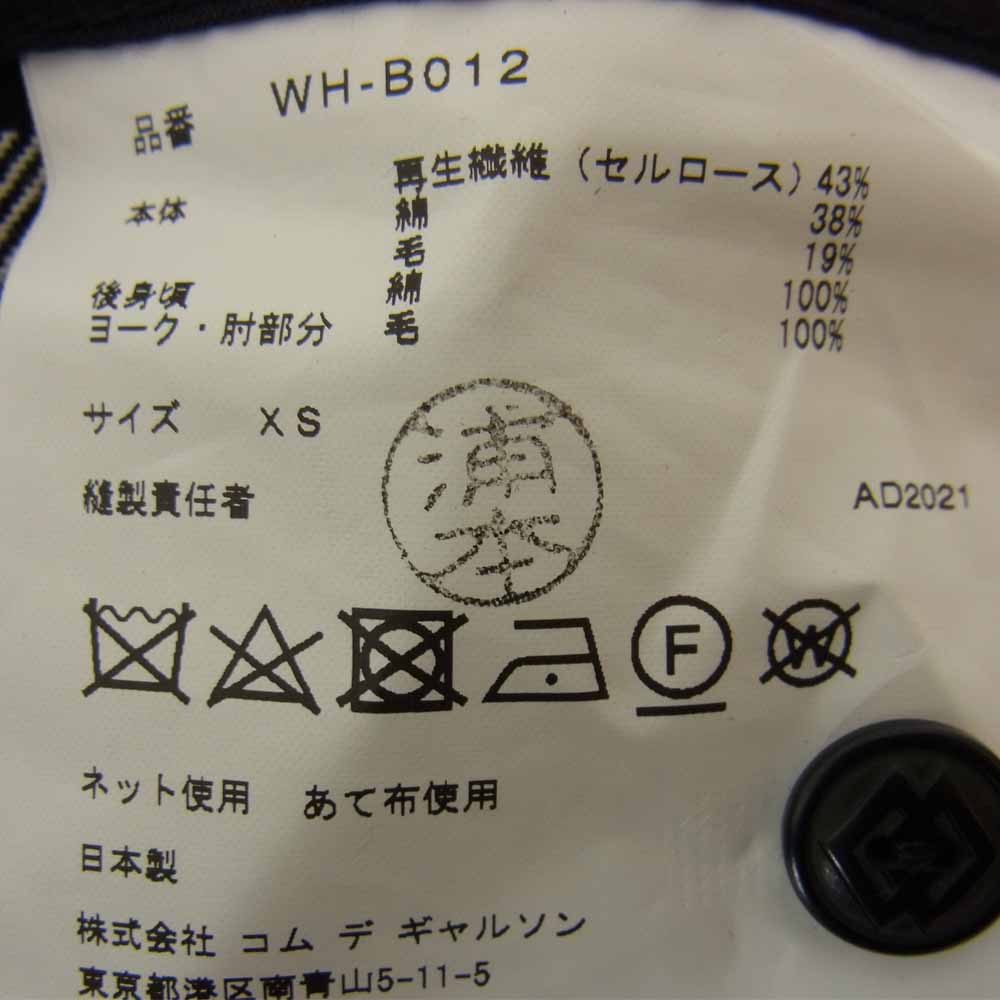 品番 WH-B012
本体 再生繊維（セルロース）43%
綿 38%
毛 19%
後身頃 綿 100%
ヨーク・肘部分 毛 100%
サイズ XS
縫製責任者 浦本
AD2021
F
W
ネット使用 あて布使用
日本製
株式会社 コム デ ギャルソン
東京都港区南青山5-11-5